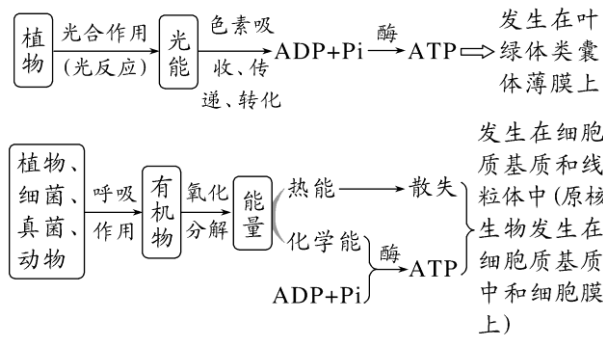 植物
光合作用
(光反应)
光能
色素吸
收、传
递、转化
ADP+Pi
酶
ATP
发生在叶
绿体类囊
体薄膜上
植物、
细菌、
真菌、
动物
呼吸
作用
有机物
氧化
分解
能量
热能
散失
化学能
ADP+Pi
酶
ATP
发生在细胞
质基质和线
粒体中(原核
生物发生在
细胞质基质
中和细胞膜
上)